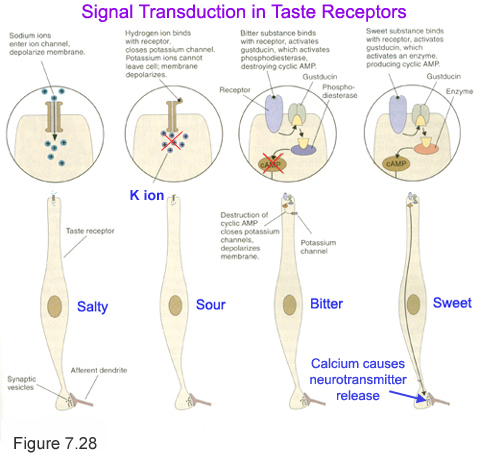 Signal Transduction in Taste Receptors
Sodium ions
enter ion channel,
depolarize membrane.
Hydrogen ion binds
with receptor,
closes potassium channel.
Potassium ions cannot
leave cell; membrane
depolarizes.
Bitter substance binds
with receptor, activates
gustducin, which activates
phosphodiesterase,
destroying cyclic AMP.
Sweet substance binds
with receptor, activates
gustducin, which
activates an enzyme,
producing cyclic AMP.
Receptor
Gustducin
Phospho-
diesterase
Gustducin
Enzyme
cAMP
cAMP
K ion
Taste receptor
Destruction of
cyclic AMP
closes potassium
channels,
depolarizes
membrane.
Potassium
channel
Salty
Sour
Bitter
Sweet
Synaptic
vesicles
Afferent dendrite
Calcium causes
neurotransmitter
release
Figure 7.28